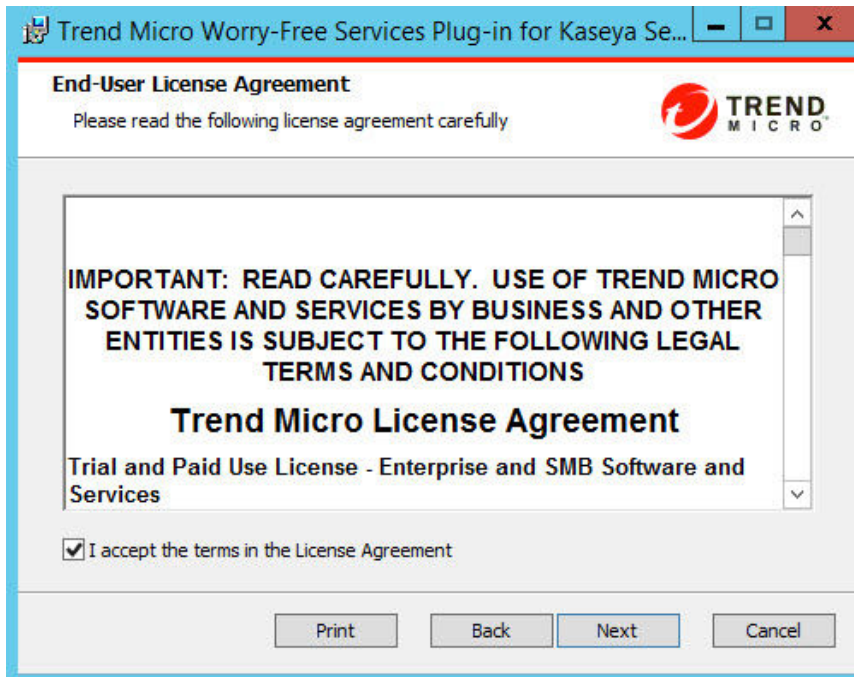 Trend Micro Worry-Free Services Plug-in for Kaseya Se...
End-User License Agreement
Please read the following license agreement carefully
TREND
MICRO
IMPORTANT: READ CAREFULLY. USE OF TREND MICRO
SOFTWARE AND SERVICES BY BUSINESS AND OTHER
ENTITIES IS SUBJECT TO THE FOLLOWING LEGAL
TERMS AND CONDITIONS
Trend Micro License Agreement
Trial and Paid Use License - Enterprise and SMB Software and
Services
I accept the terms in the License Agreement
Print Back Next Cancel